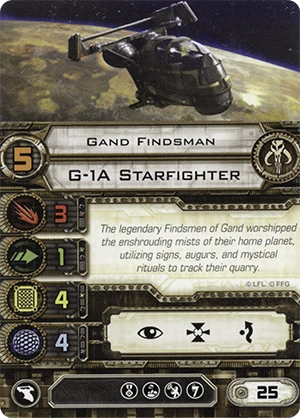 Gand Findsman
5
G-1A Starfighter
3
The legendary Findsmen of Gand worshipped
the enshrouding mists of their home planet,
utilizing signs, augurs, and mystical
rituals to track their quarry.
1
© LFL © FFG
4
4
25